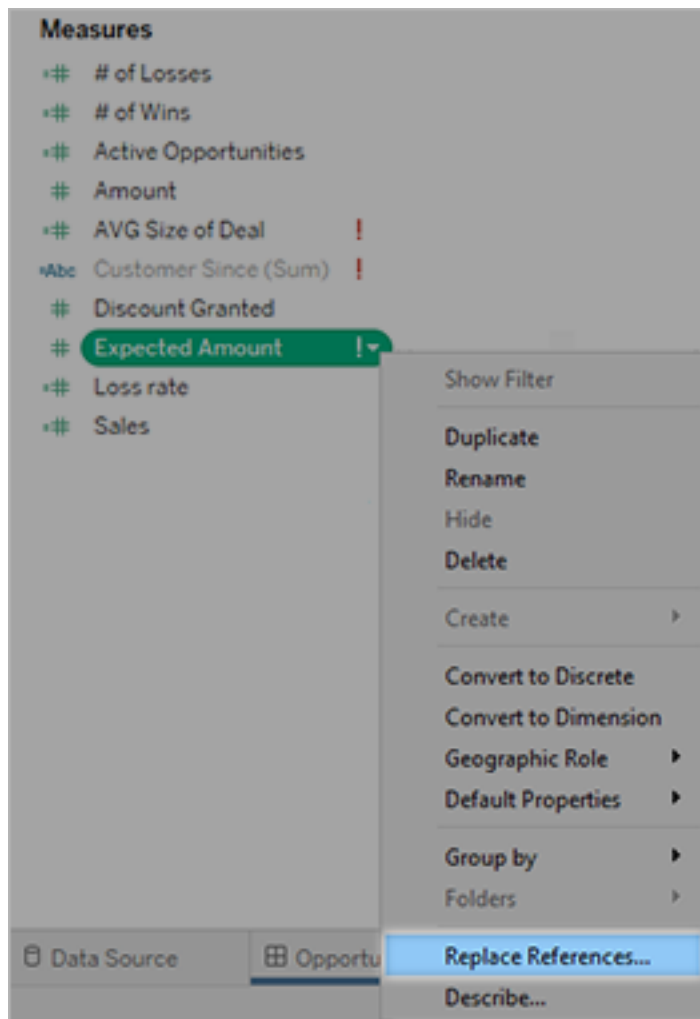 Measures
# of Losses
# of Wins
Active Opportunities
Amount
AVG Size of Deal !
Abc Customer Since (Sum) !
Discount Granted
Expected Amount !
Loss rate
Sales
Show Filter
Duplicate
Rename
Hide
Delete
Create
Convert to Discrete
Convert to Dimension
Geographic Role
Default Properties
Group by
Folders
Replace References...
Describe...
Data Source
Opportu